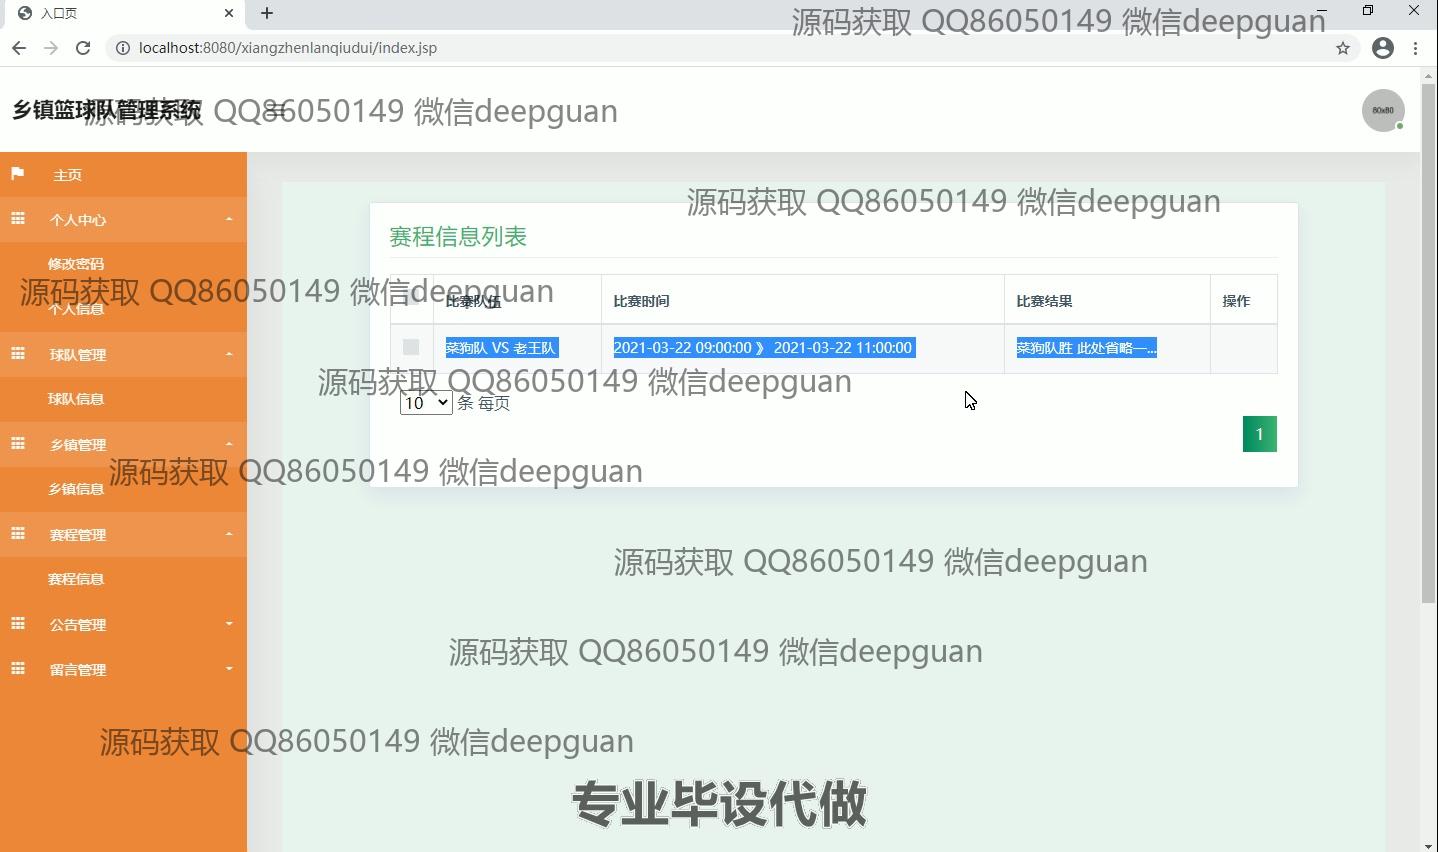 入口页
源码获取 QQ86050149 微信deepguan
localhost:8080/xiangzhenlanqiudui/index.jsp
乡镇篮球队管理系统
源码获取 QQ86050149 微信deepguan
80x80
主页
源码获取 QQ86050149 微信deepguan
个人中心
赛程信息列表
修改密码
源码获取 QQ86050149 微信deepguan
个人信息
比赛队伍 比赛时间 比赛结果 操作
球队管理
菜狗队 VS 老王队 2021-03-22 09:00:00 》 2021-03-22 11:00:00 菜狗队胜 此处省略一...
源码获取 QQ86050149 微信deepguan
球队信息
10 条 每页
乡镇管理
1
源码获取 QQ86050149 微信deepguan
乡镇信息
赛程管理
源码获取 QQ86050149 微信deepguan
赛程信息
公告管理
源码获取 QQ86050149 微信deepguan
留言管理
源码获取 QQ86050149 微信deepguan
专业毕设代做